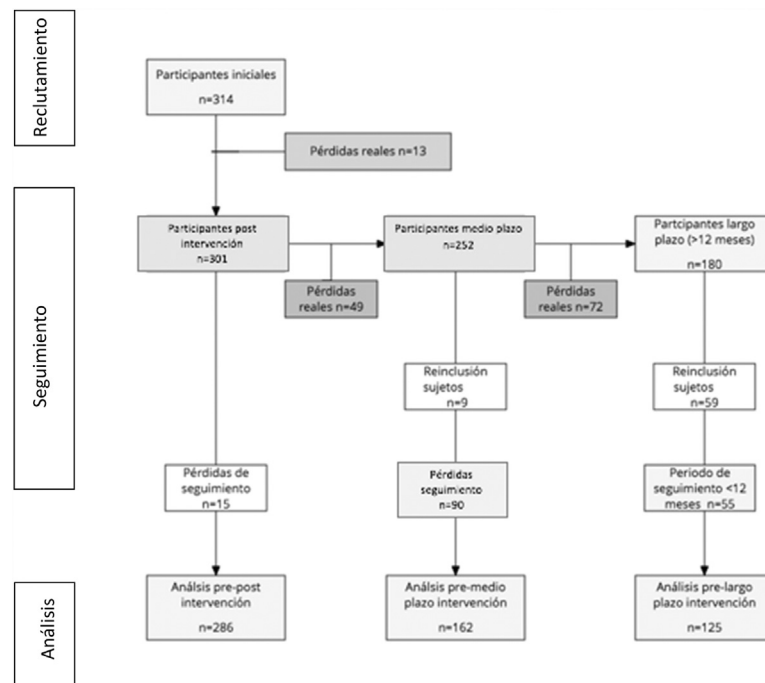 Reclutamiento
Participantes iniciales
n=314
Pérdidas reales n=13
Seguimiento
Participantes post
intervención
n=301
Participantes medio plazo
n=252
Partcipantes largo
plazo (>12 meses)
n=180
Pérdidas
reales n=49
Pérdidas
reales n=72
Reinclusión
sujetos
n=9
Reinclusión
sujetos
n=59
Pérdidas de
seguimiento
n=15
Pérdidas
seguimiento
n=90
Periodo de
seguimiento <12
meses n=55
Análisis
Análsis pre-post
intervención
n=286
Análsis pre-medio
plazo intervención
n=162
Análisis pre-largo
plazo intervención
n=125